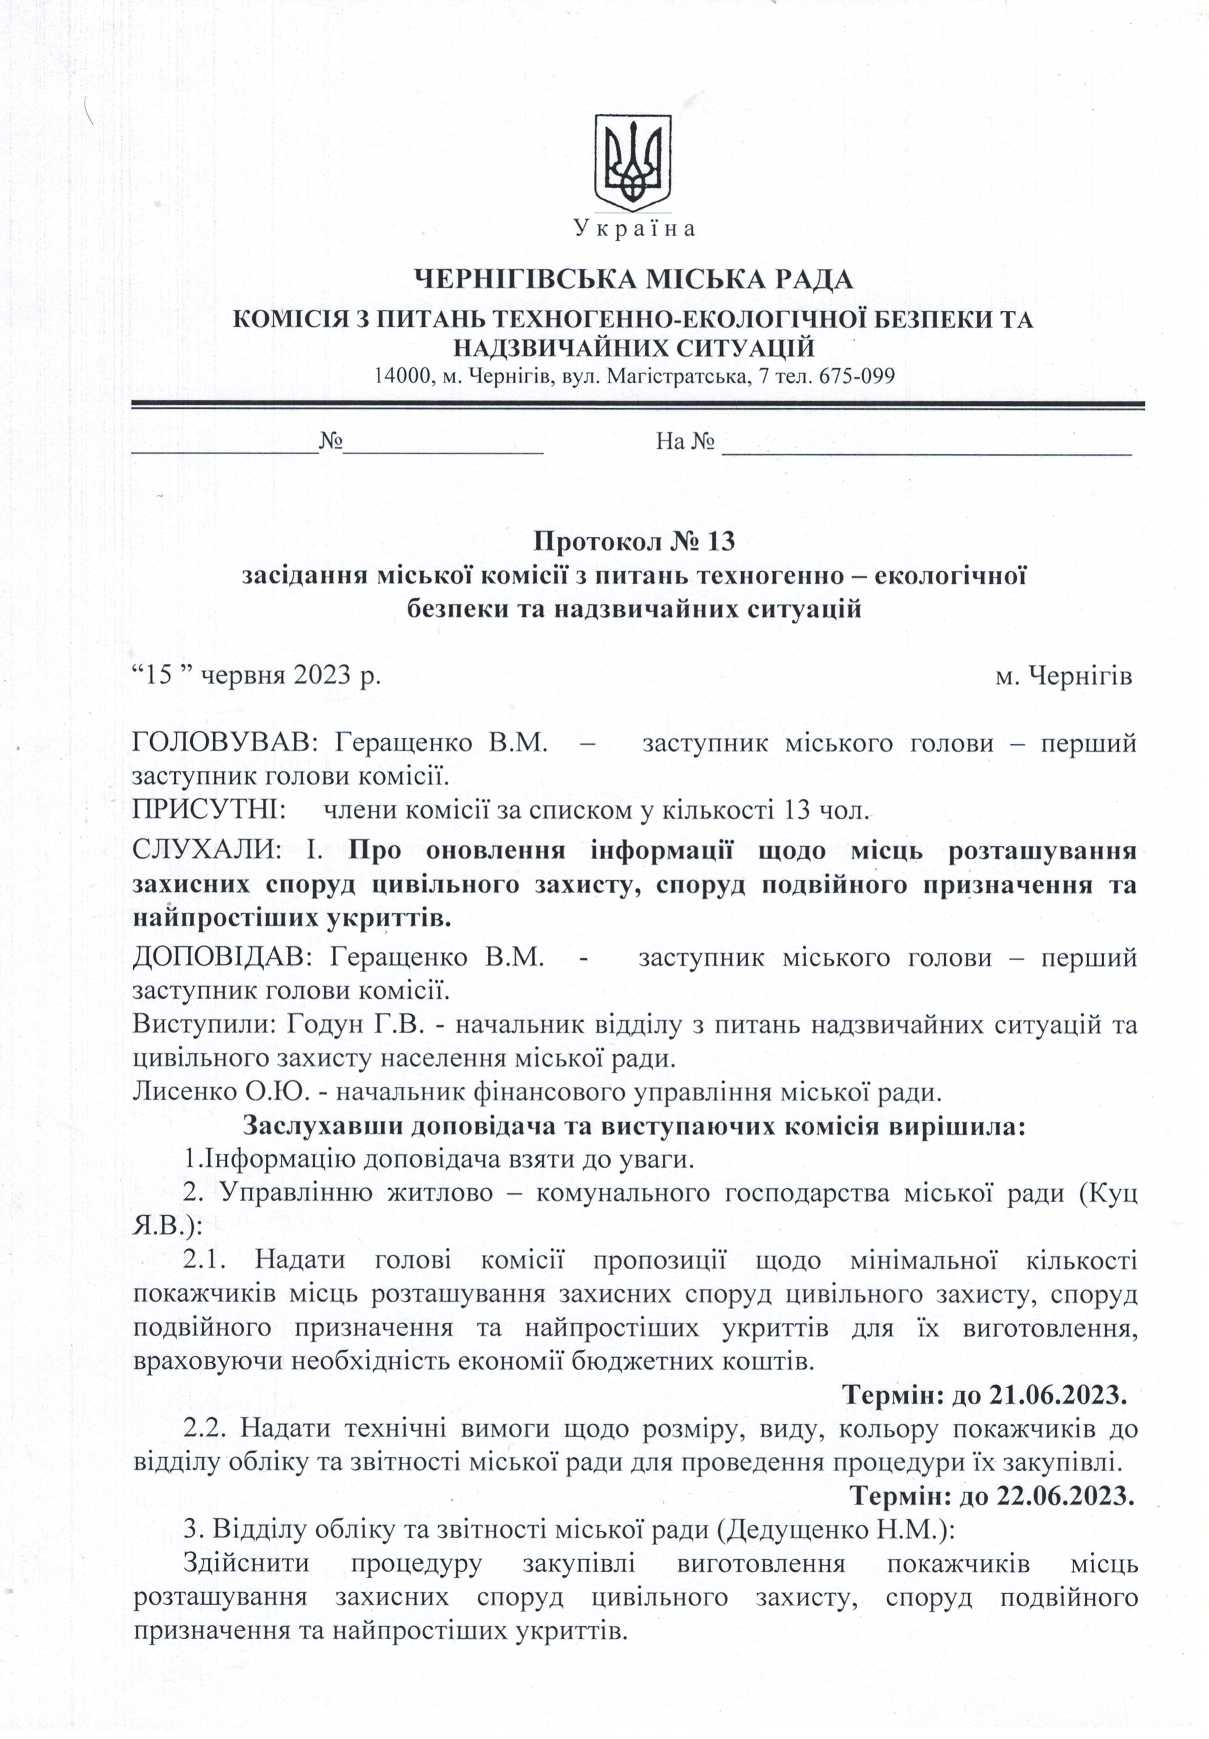 Україна
ЧЕРНІГІВСЬКА МІСЬКА РАДА
КОМІСІЯ З ПИТАНЬ ТЕХНОГЕННО-ЕКОЛОГІЧНОЇ БЕЗПЕКИ ТА
НАДЗВИЧАЙНИХ СИТУАЦІЙ
14000, м. Чернігів, вул. Магістратська, 7 тел. 675-099
______________№_______________ На № ______________________________
Протокол № 13
засідання міської комісії з питань техногенно – екологічної
безпеки та надзвичайних ситуацій
“15 ” червня 2023 р. м. Чернігів
ГОЛОВУВАВ: Геращенко В.М. – заступник міського голови – перший
заступник голови комісії.
ПРИСУТНІ: члени комісії за списком у кількості 13 чол.
СЛУХАЛИ: І. Про оновлення інформації щодо місць розташування
захисних споруд цивільного захисту, споруд подвійного призначення та
найпростіших укриттів.
ДОПОВІДАВ: Геращенко В.М. - заступник міського голови – перший
заступник голови комісії.
Виступили: Годун Г.В. - начальник відділу з питань надзвичайних ситуацій та
цивільного захисту населення міської ради.
Лисенко О.Ю. - начальник фінансового управління міської ради.
Заслухавши доповідача та виступаючих комісія вирішила:
1.Інформацію доповідача взяти до уваги.
2. Управлінню житлово – комунального господарства міської ради (Куц
Я.В.):
2.1. Надати голові комісії пропозиції щодо мінімальної кількості
покажчиків місць розташування захисних споруд цивільного захисту, споруд
подвійного призначення та найпростіших укриттів для їх виготовлення,
враховуючи необхідність економії бюджетних коштів.
Термін: до 21.06.2023.
2.2. Надати технічні вимоги щодо розміру, виду, кольору покажчиків до
відділу обліку та звітності міської ради для проведення процедури їх закупівлі.
Термін: до 22.06.2023.
3. Відділу обліку та звітності міської ради (Дедущенко Н.М.):
Здійснити процедуру закупівлі виготовлення покажчиків місць
розташування захисних споруд цивільного захисту, споруд подвійного
призначення та найпростіших укриттів.